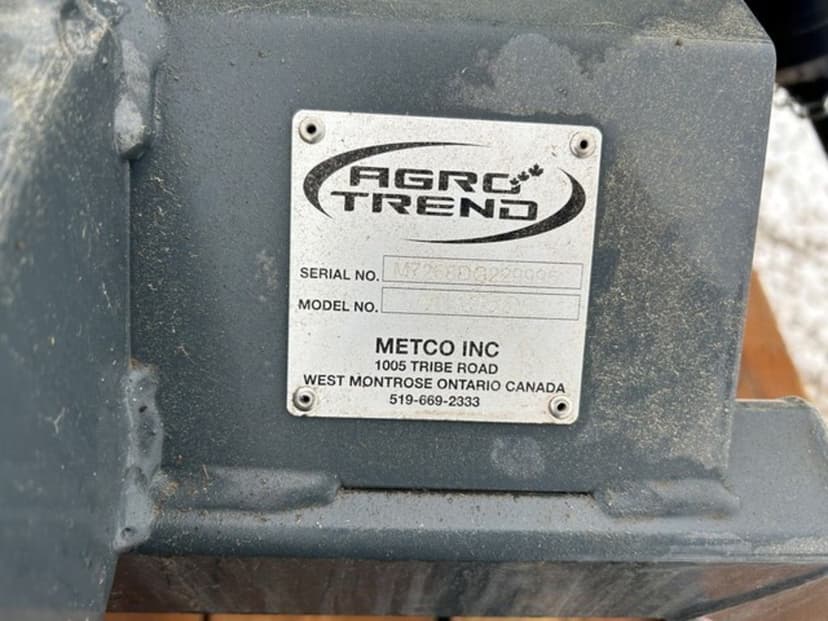 AGRO
TREND
SERIAL NO.
MODEL NO.
METCO INC
1005 TRIBE ROAD
WEST MONTROSE ONTARIO CANADA
519-669-2333